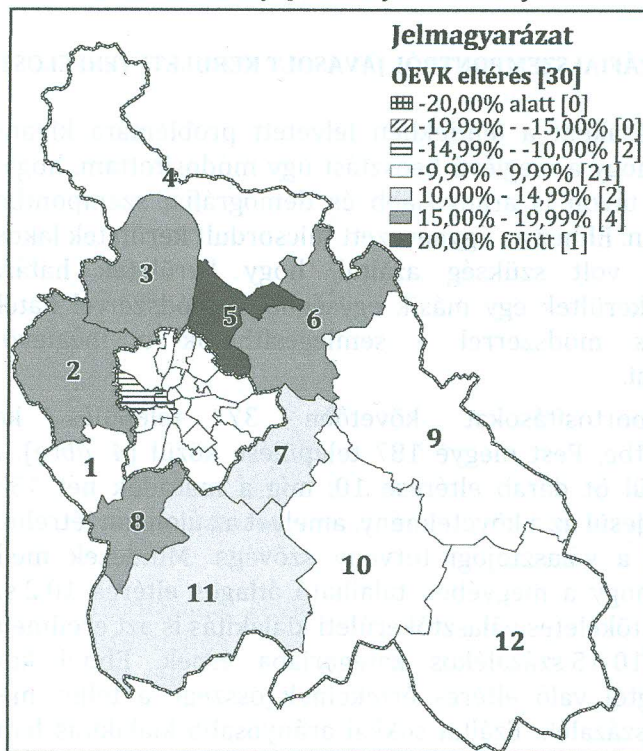 Jelmagyarázat
OEVK eltérés [30]
-20,00% alatt [0]
-19,99% - -15,00% [0]
-14,99% - -10,00% [2]
-9,99% - 9,99% [21]
10,00% - 14,99% [2]
15,00% - 19,99% [4]
20,00% fölött [1]
4
3
5
6
2
9
1
7
8
10
11
12